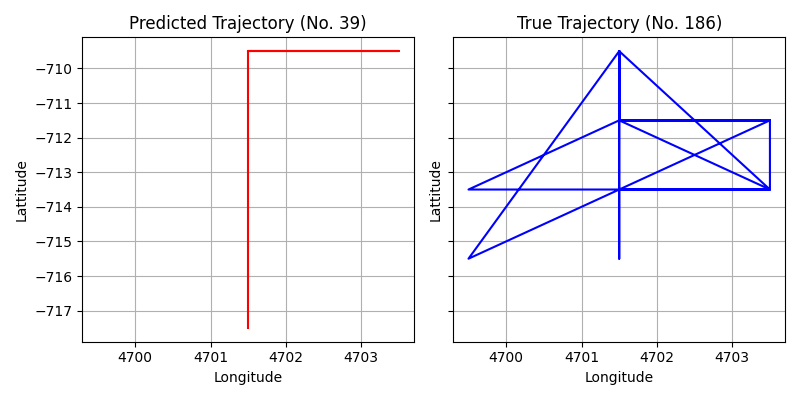 Predicted Trajectory (No. 39)
True Trajectory (No. 186)
Lattitude
−710
−711
−712
−713
−714
−715
−716
−717
4700
4701
4702
4703
Longitude
Lattitude
4700
4701
4702
4703
Longitude